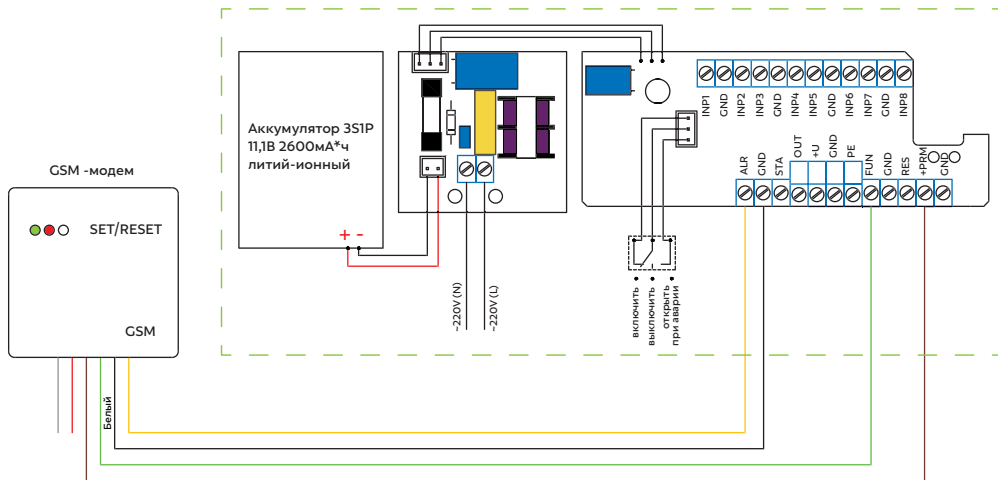 Аккумулятор 3S1P
11,1В 2600мА*ч
литий-ионный
+ -
~220V (N)
~220V (L)
INP1
GND
INP2
INP3
GND
INP4
INP5
GND
INP6
INP7
GND
INP8
ALR
GND
STA
OUT
+U
GND
PE
FUN
GND
RES
+PRM
GND
включить
выключить
открыть
при аварии
GSM -модем
SET/RESET
GSM
Белый